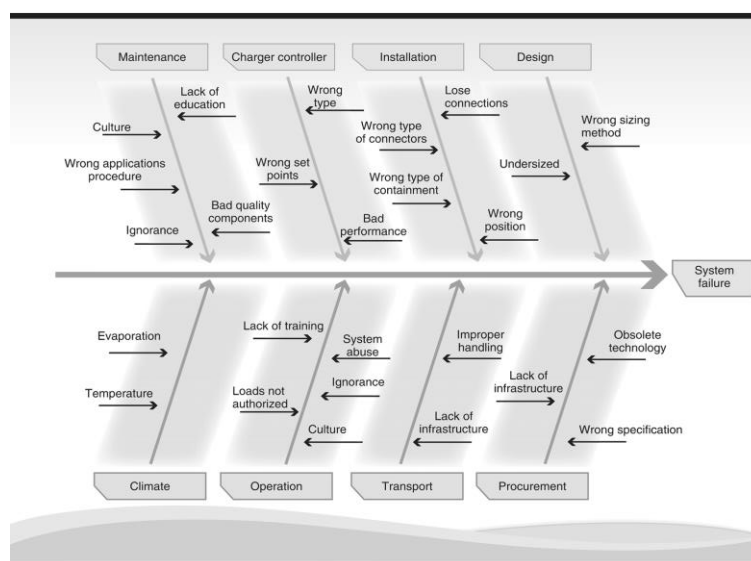 Maintenance
Charger controller
Installation
Design
Lack of
education
Culture
Wrong applications
procedure
Bad quality
components
Ignorance
Wrong
type
Wrong set
points
Bad
performance
Lose
connections
Wrong type
of connectors
Wrong type of
containment
Wrong
position
Wrong sizing
method
Undersized
System
failure
Evaporation
Temperature
Lack of training
System
abuse
Ignorance
Loads not
authorized
Culture
Improper
handling
Lack of
infrastructure
Obsolete
technology
Lack of
infrastructure
Wrong specification
Climate
Operation
Transport
Procurement